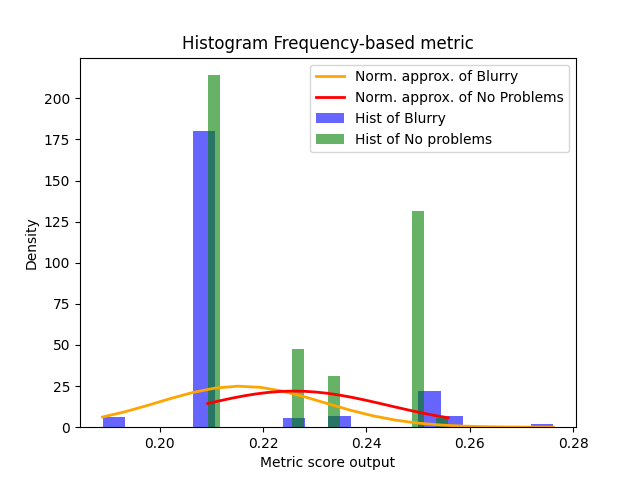 Histogram Frequency-based metric
Norm. approx. of Blurry
Norm. approx. of No Problems
Hist of Blurry
Hist of No problems
200
175
150
125
100
75
50
25
0
Density
0.20 0.22 0.24 0.26 0.28
Metric score output